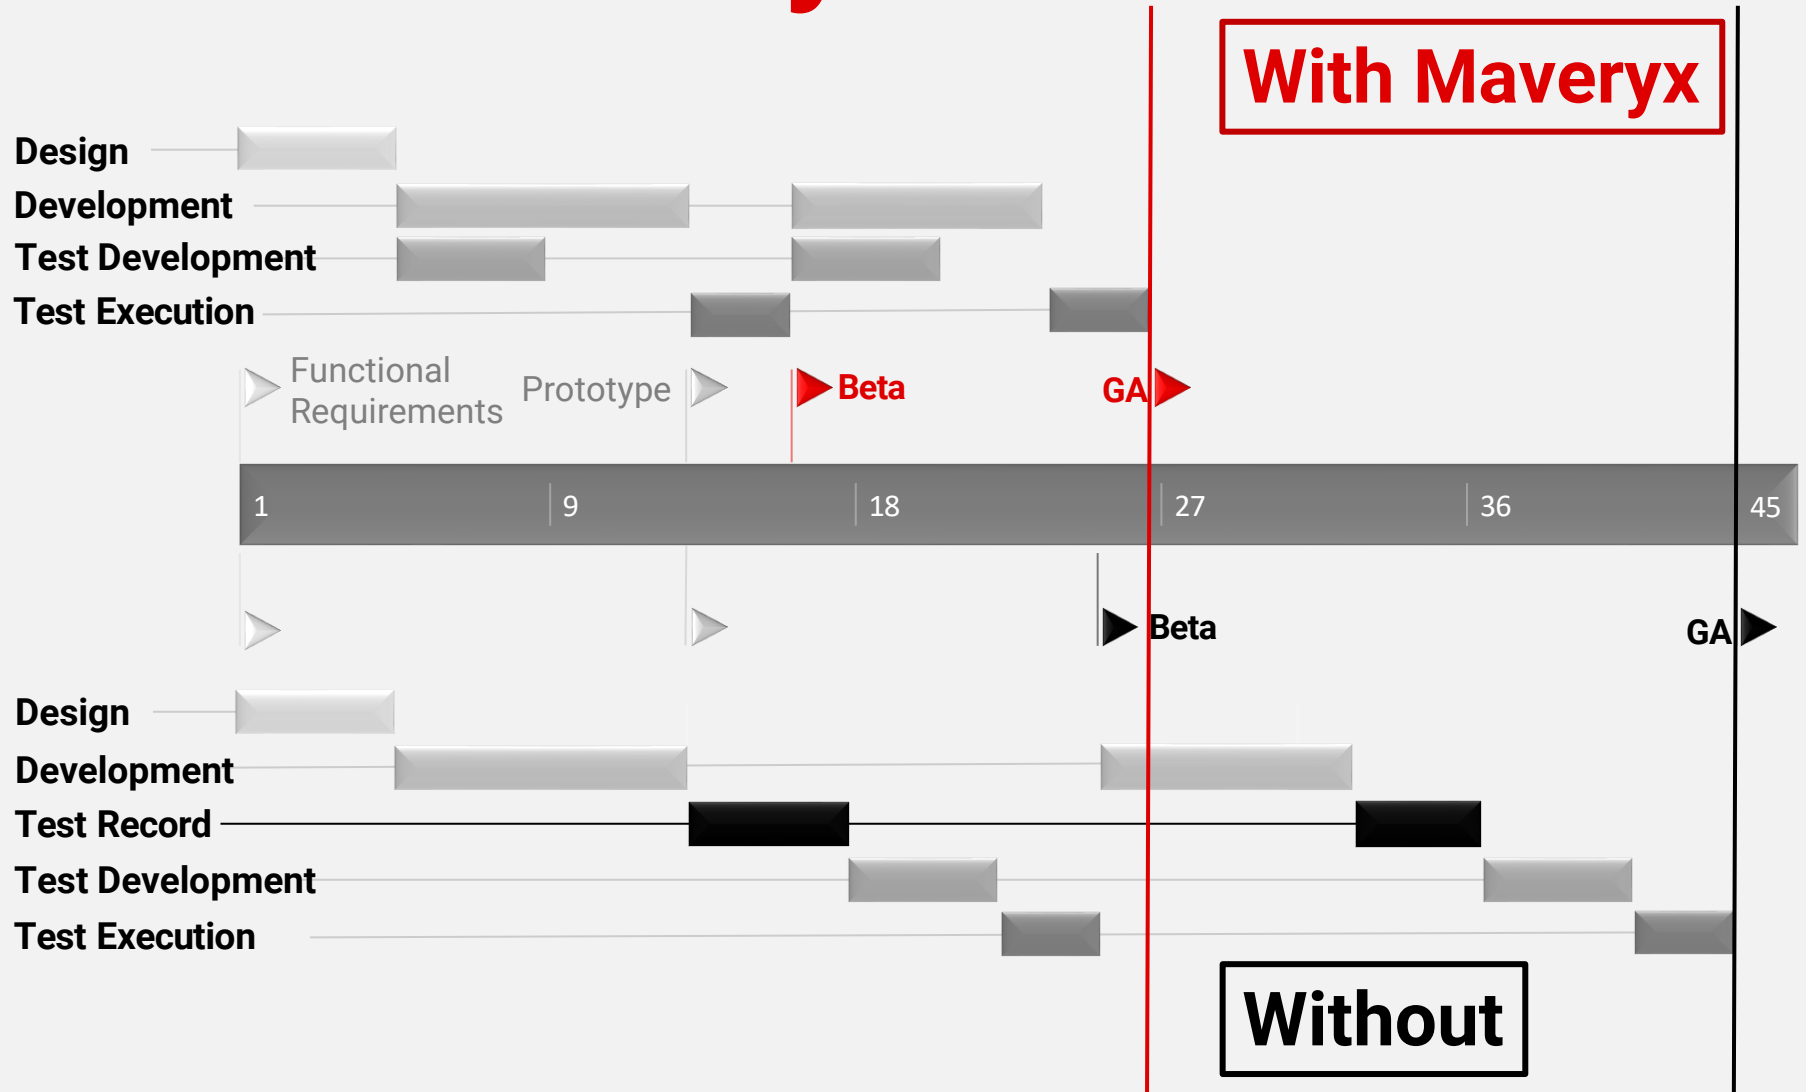 With Maveryx
Design
Development
Test Development
Test Execution
Functional
Requirements
Prototype
Beta
GA
1 9 18 27 36 45
Beta
GA
Design
Development
Test Record
Test Development
Test Execution
Without